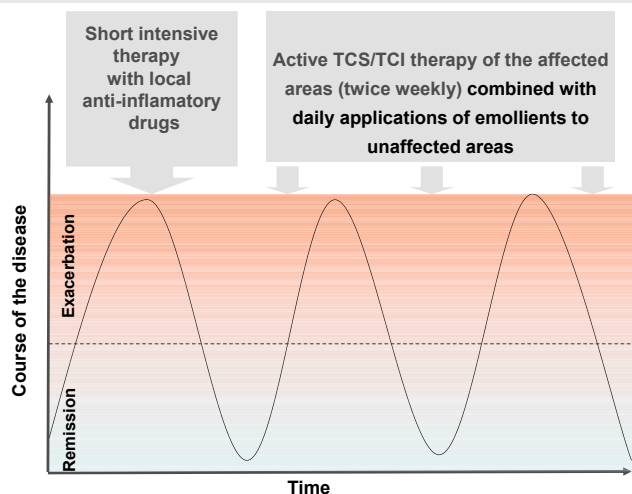 Short intensive
therapy
with local
anti-inflamatory
drugs
Active TCS/TCI therapy of the affected
areas (twice weekly) combined with
daily applications of emollients to
unaffected areas
Course of the disease
Exacerbation
Remission
Time